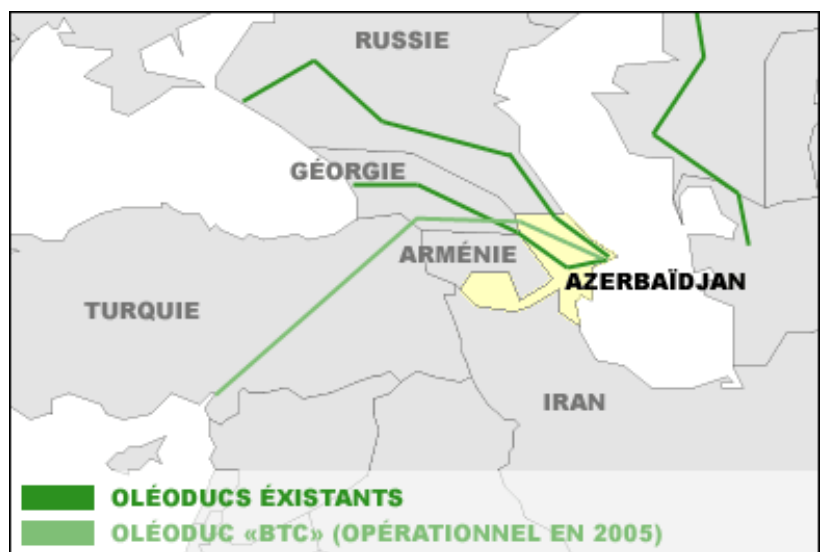 RUSSIE
GÉORGIE
ARMÉNIE
AZERBAÏDJAN
TURQUIE
IRAN
OLÉODUCS ÉXISTANTS
OLÉODUC «BTC» (OPÉRATIONNEL EN 2005)